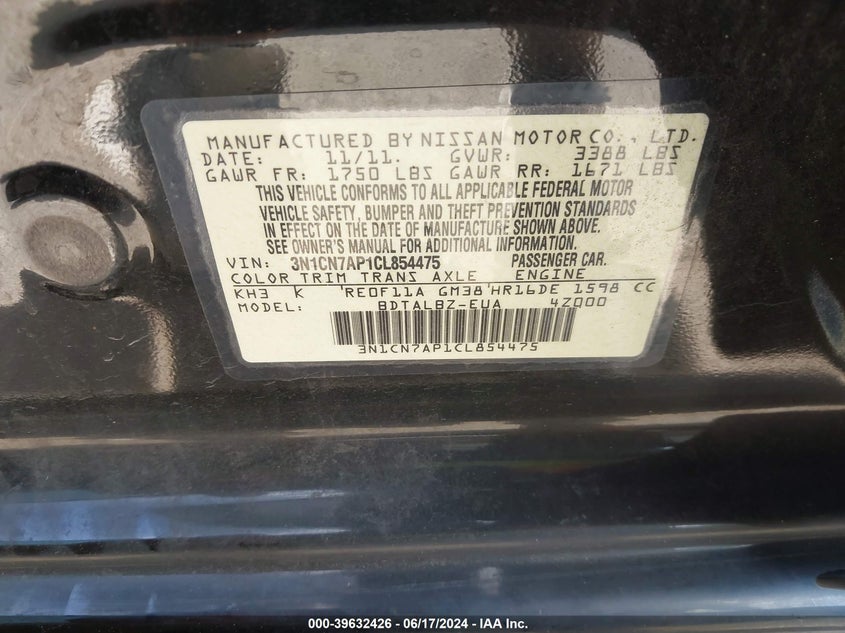 MANUFACTURED BY NISSAN MOTOR CO., LTD.
DATE: 11/11. GVWR: 3388 LBS
GAWR FR: 1750 LBS GAWR RR: 1671 LBS
THIS VEHICLE CONFORMS TO ALL APPLICABLE FEDERAL MOTOR
VEHICLE SAFETY, BUMPER AND THEFT PREVENTION STANDARDS
IN EFFECT ON THE DATE OF MANUFACTURE SHOWN ABOVE.
SEE OWNER'S MANUAL FOR ADDITIONAL INFORMATION.
VIN: 3N1CN7AP1CL854475 PASSENGER CAR.
COLOR TRIM TRANS AXLE ENGINE
KH3 K RE0F11A GM38 HR16DE 1598 CC
MODEL: BDTALBZ-EUA 4Z000
3N1CN7AP1CL854475
000-39632426 - 06/17/2024 - IAA Inc.